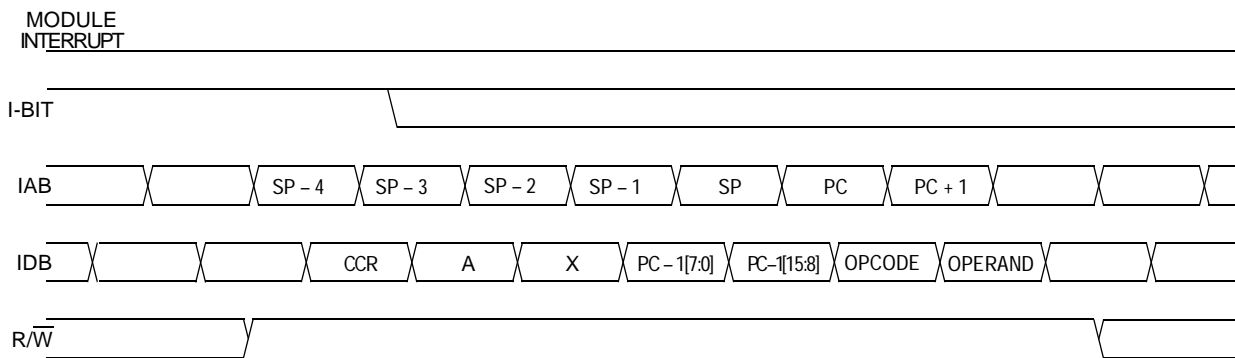 MODULE
INTERRUPT
I-BIT
IAB SP – 4 SP – 3 SP – 2 SP – 1 SP PC PC + 1
IDB CCR A X PC – 1[7:0] PC–1[15:8] OPCODE OPERAND
R/W̅